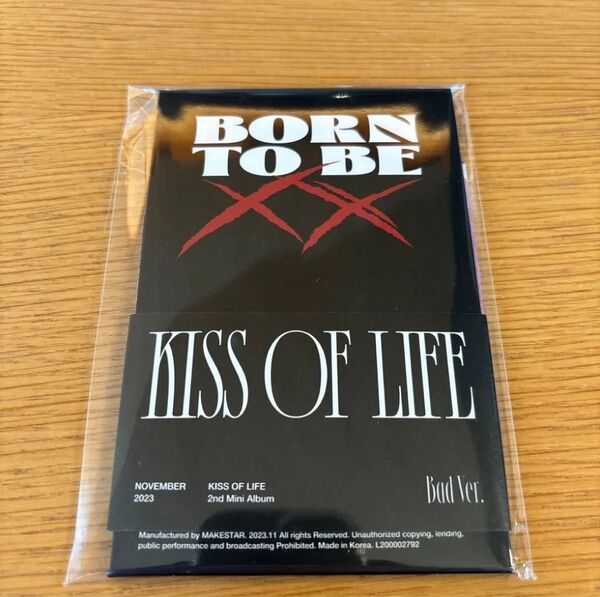 BORN
TO BE
XX
KISS OF LIFE
NOVEMBER
2023
KISS OF LIFE
2nd Mini Album
Bad Ver.
Manufactured by MAKESTAR. 2023.11 All rights Reserved. Unauthorized copying, lending,
public performance and broadcasting Prohibited. Made in Korea. L200002792